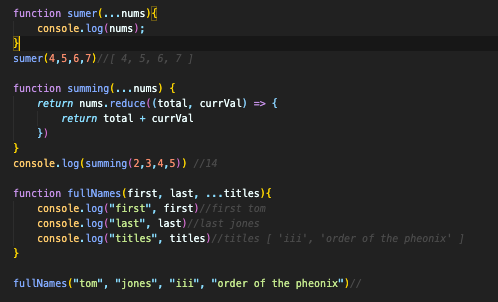 function sumer(...nums){
    console.log(nums);
}
sumer(4,5,6,7)//[ 4, 5, 6, 7 ]
function summing(...nums) {
    return nums.reduce((total, currVal) => {
        return total + currVal
    })
}
console.log(summing(2,3,4,5)) //14
function fullNames(first, last, ...titles){
    console.log("first", first)//first tom
    console.log("last", last)//last jones
    console.log("titles", titles)//titles [ 'iii', 'order of the pheonix' ]
}
fullNames("tom", "jones", "iii", "order of the pheonix")//